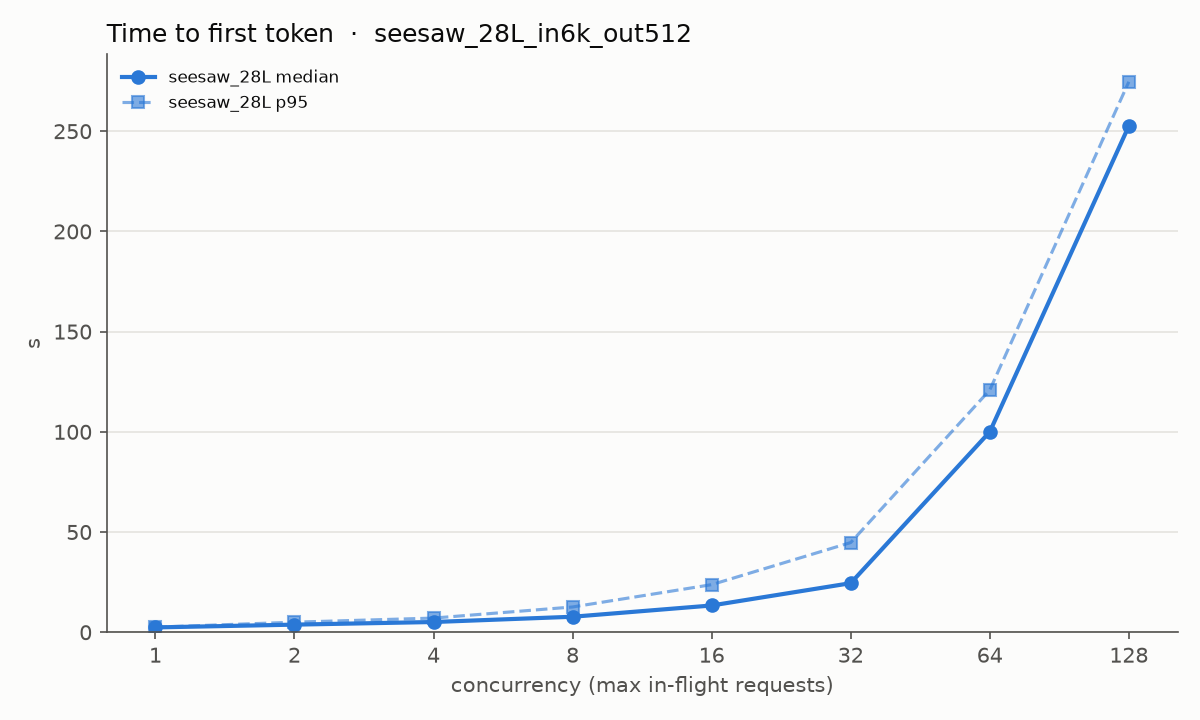 Time to first token  ·  seesaw_28L_in6k_out512
seesaw_28L median
seesaw_28L p95
250
200
150
100
50
0
s
1 2 4 8 16 32 64 128
concurrency (max in-flight requests)